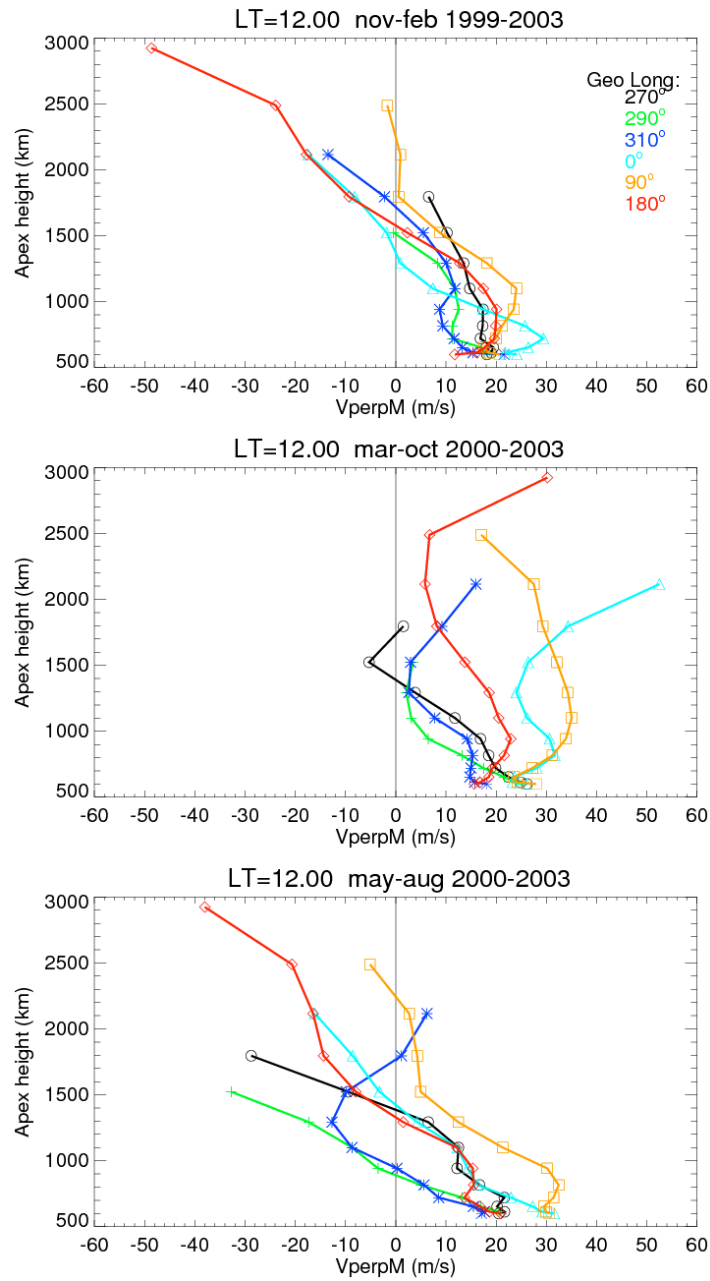 LT=12.00 nov-feb 1999-2003
3000
2500
2000
1500
1000
500
Apex height (km)
Geo Long:
270°
290°
310°
0°
90°
180°
-60 -50 -40 -30 -20 -10 0 10 20 30 40 50 60
VperpM (m/s)
LT=12.00 mar-oct 2000-2003
3000
2500
2000
1500
1000
500
Apex height (km)
-60 -50 -40 -30 -20 -10 0 10 20 30 40 50 60
VperpM (m/s)
LT=12.00 may-aug 2000-2003
3000
2500
2000
1500
1000
500
Apex height (km)
-60 -50 -40 -30 -20 -10 0 10 20 30 40 50 60
VperpM (m/s)